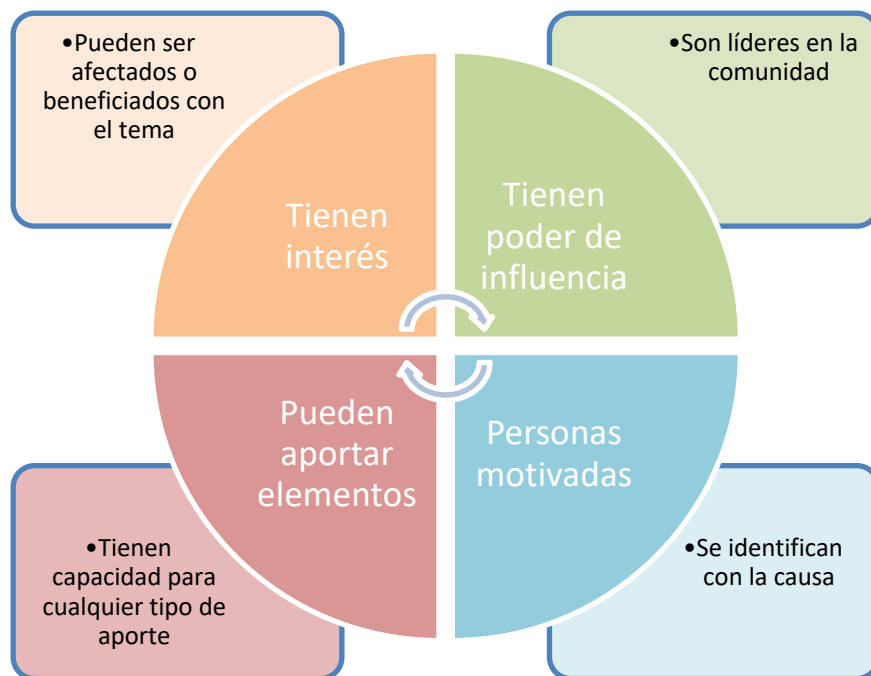 •Pueden ser
afectados o
beneficiados con
el tema
•Son líderes en la
comunidad
Tienen
interés
Tienen
poder de
influencia
Pueden
aportar
elementos
Personas
motivadas
•Tienen
capacidad para
cualquier tipo de
aporte
•Se identifican
con la causa